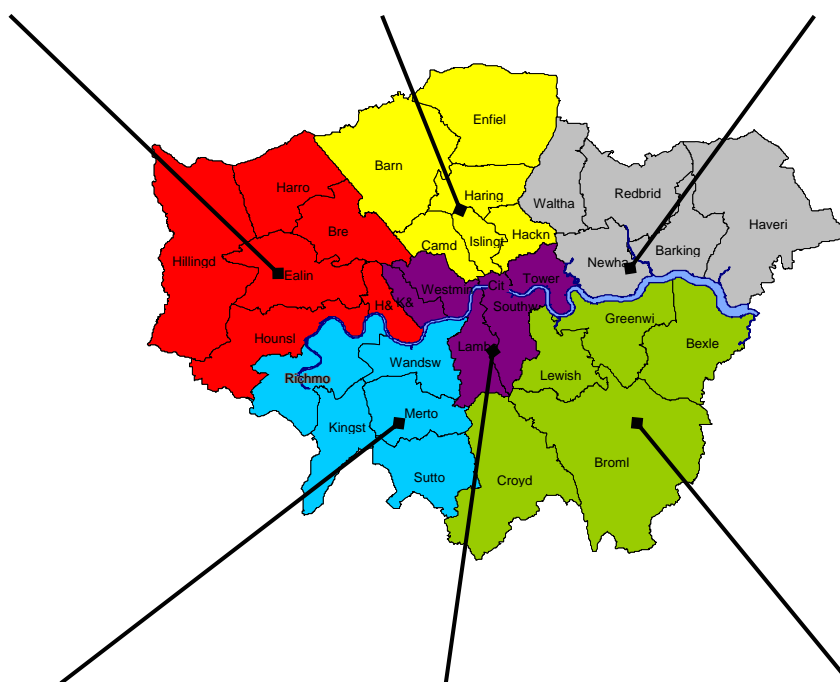 Enfiel
Barn
Harro
Haring
Redbrid
Waltha
Haveri
Bre
Hackn
Islingt
Camd
Barking
Hillingd
Newha
Ealin
Tower
Westmin
Cit
K&
H&
Southw
Greenwi
Hounsl
Lambe
Bexle
Wandsw
Lewish
Richmo
Merto
Kingst
Broml
Sutto
Croyd